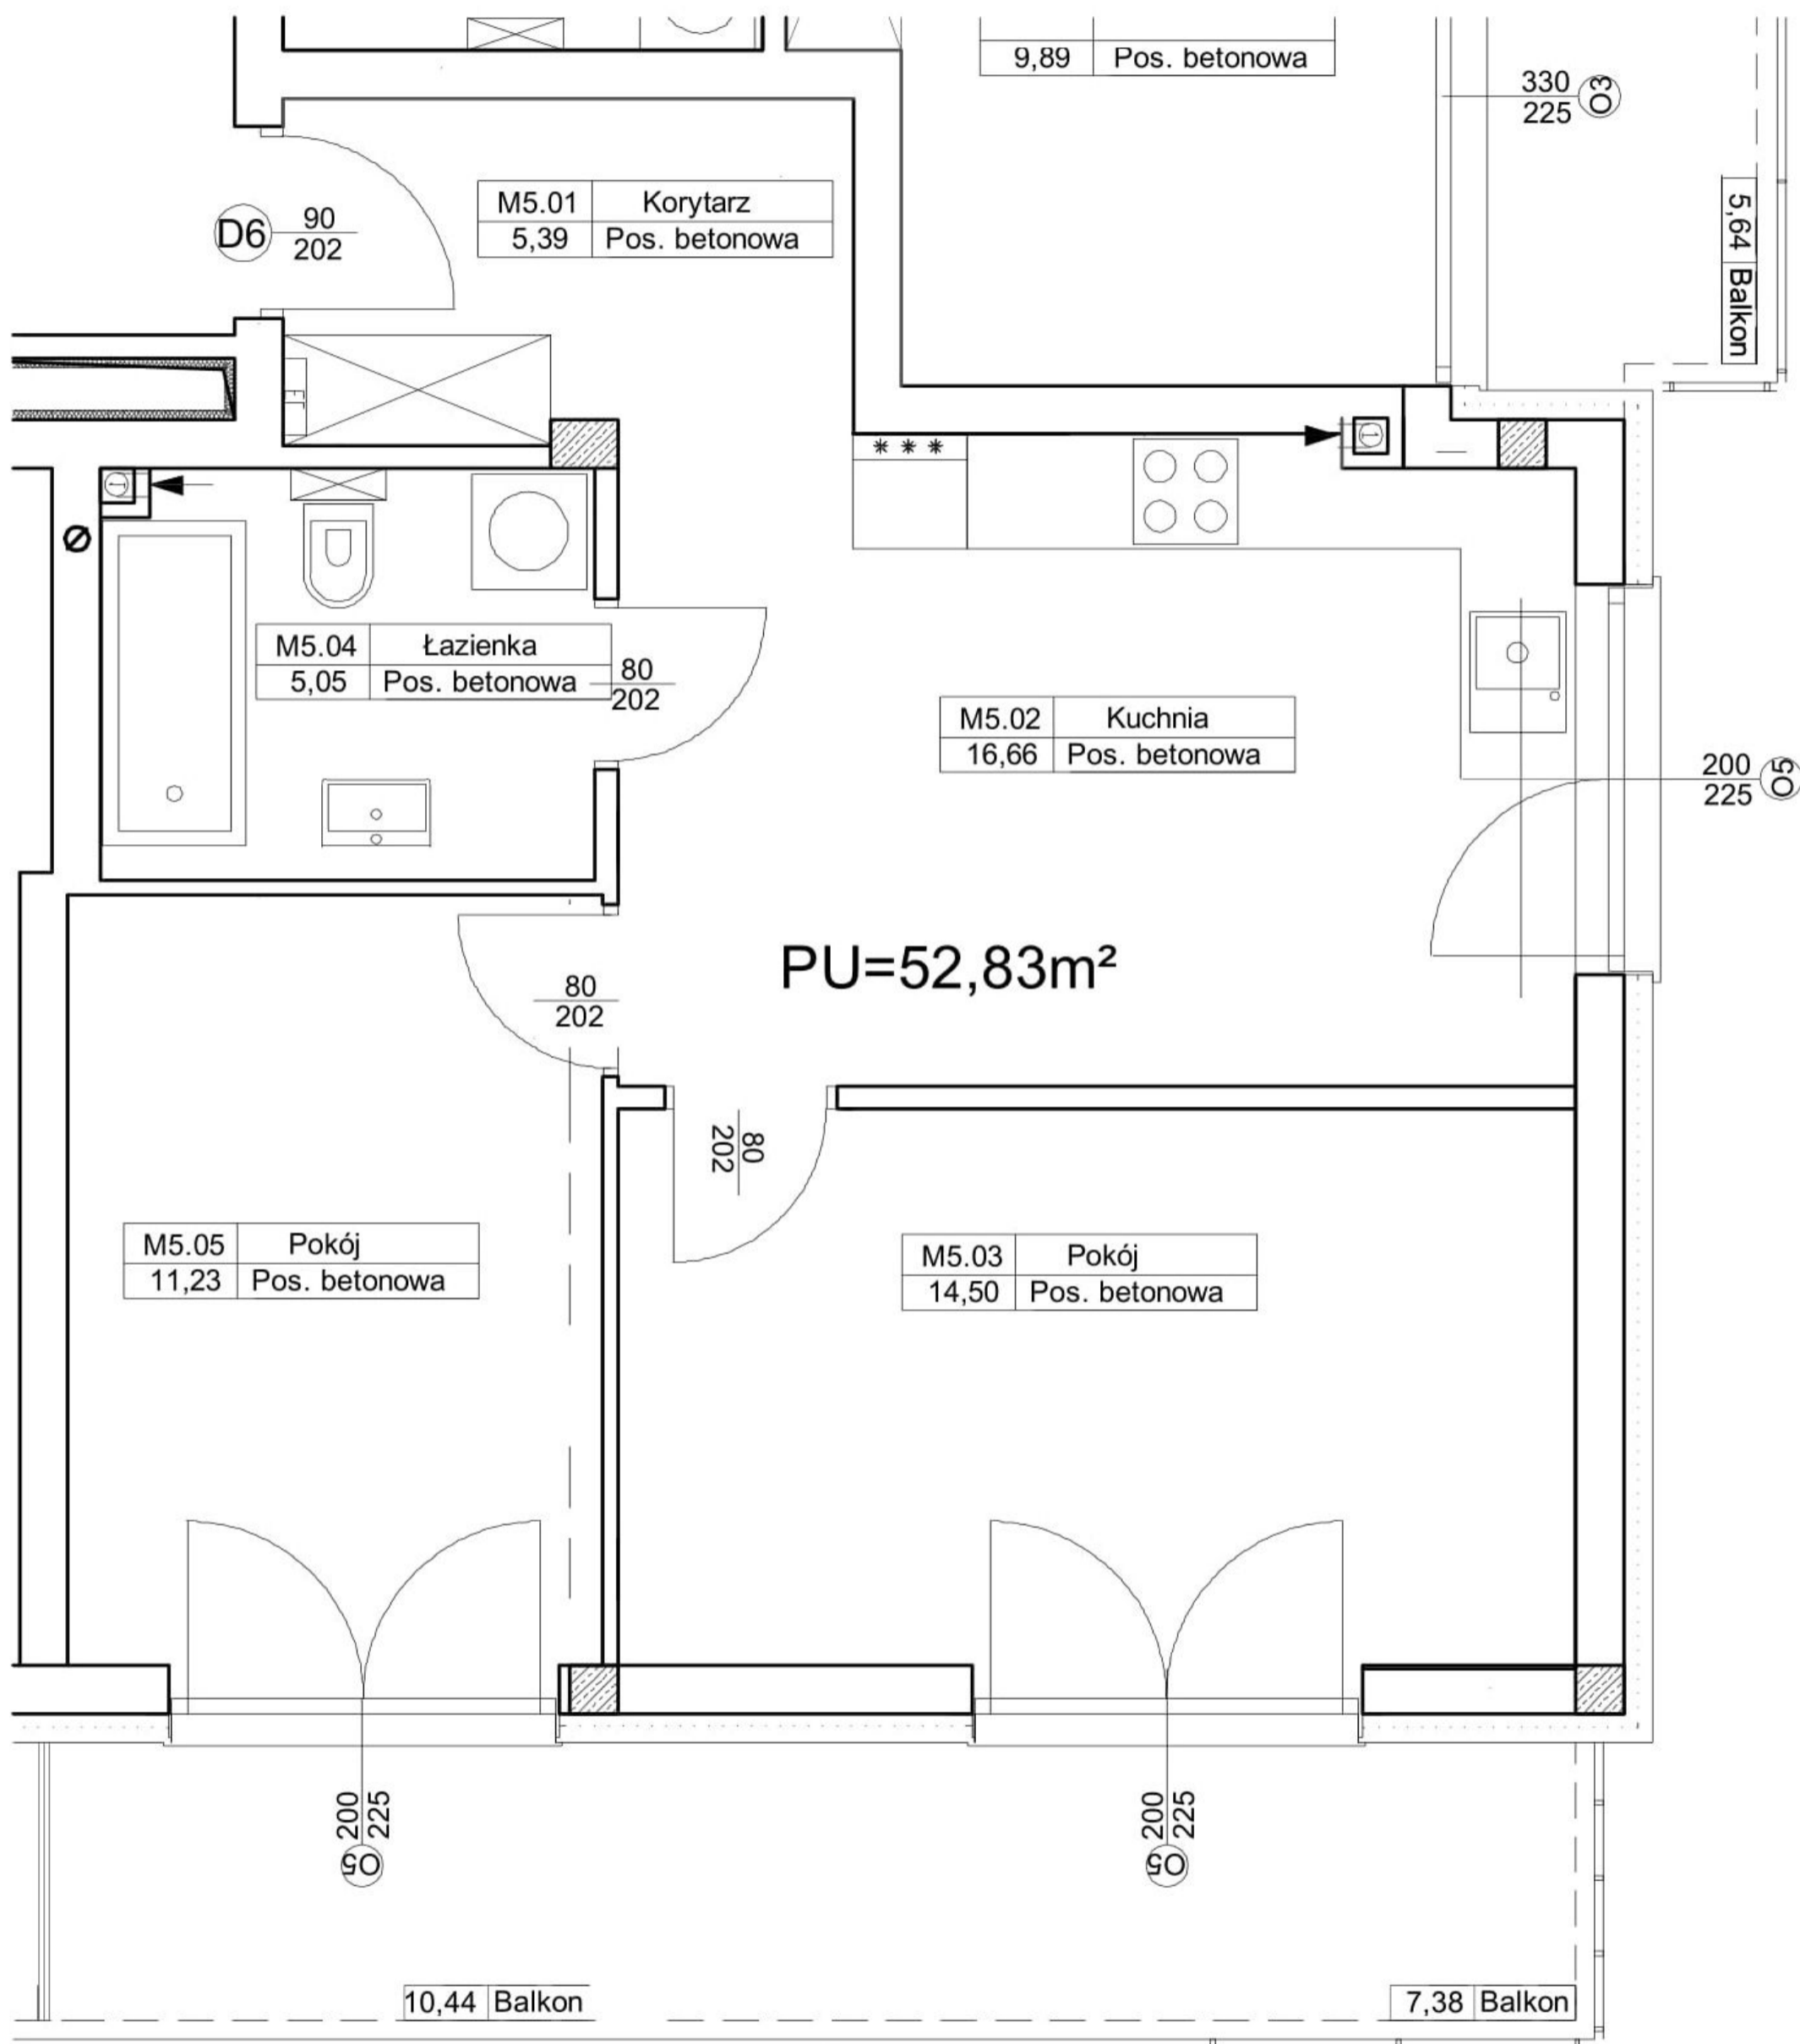 9,89 Pos. betonowa
330
225
O3
5,64 Balkon
M5.01 Korytarz
5,39 Pos. betonowa
D6
90
202
M5.04 Łazienka
5,05 Pos. betonowa
80
202
M5.02 Kuchnia
16,66 Pos. betonowa
200
225
O5
PU=52,83m²
80
202
80
202
M5.05 Pokój
11,23 Pos. betonowa
M5.03 Pokój
14,50 Pos. betonowa
200
225
O5
200
225
O5
10,44 Balkon
7,38 Balkon